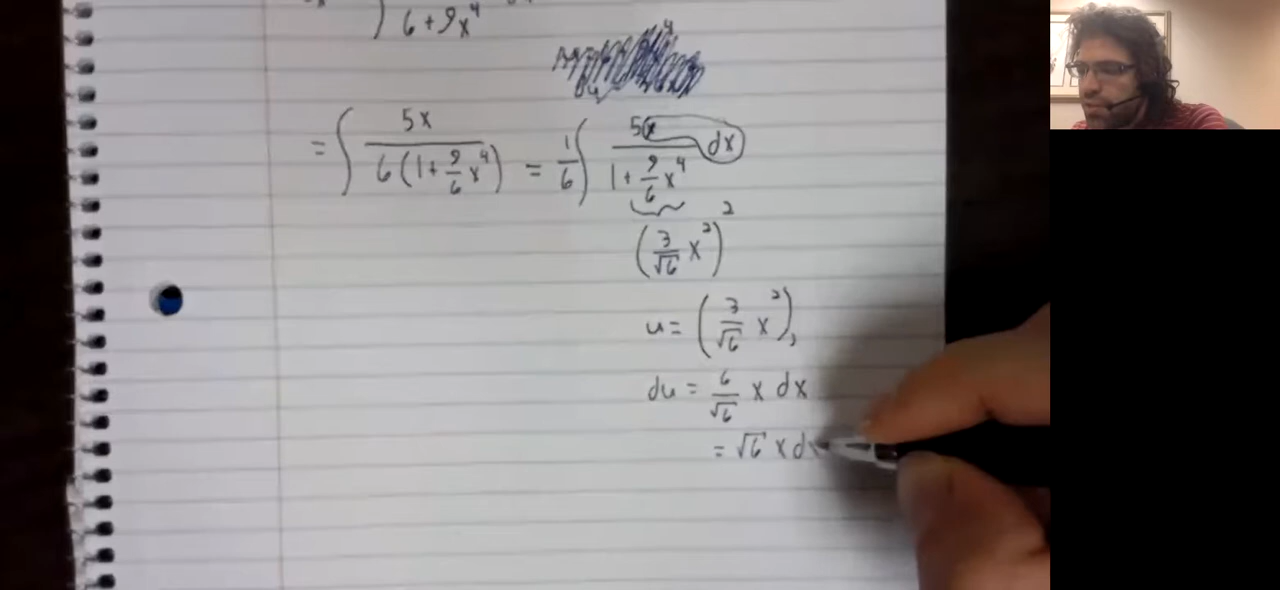 ∫ 6 + 9x⁴
= ∫ 5x / 6(1 + 9/6 x⁴) = 1/6 ∫ 5x dx / 1 + 9/6 x⁴
(3/√6 x²)²
u = (3/√6 x²),
du = 6/√6 x dx
= √6 x dx